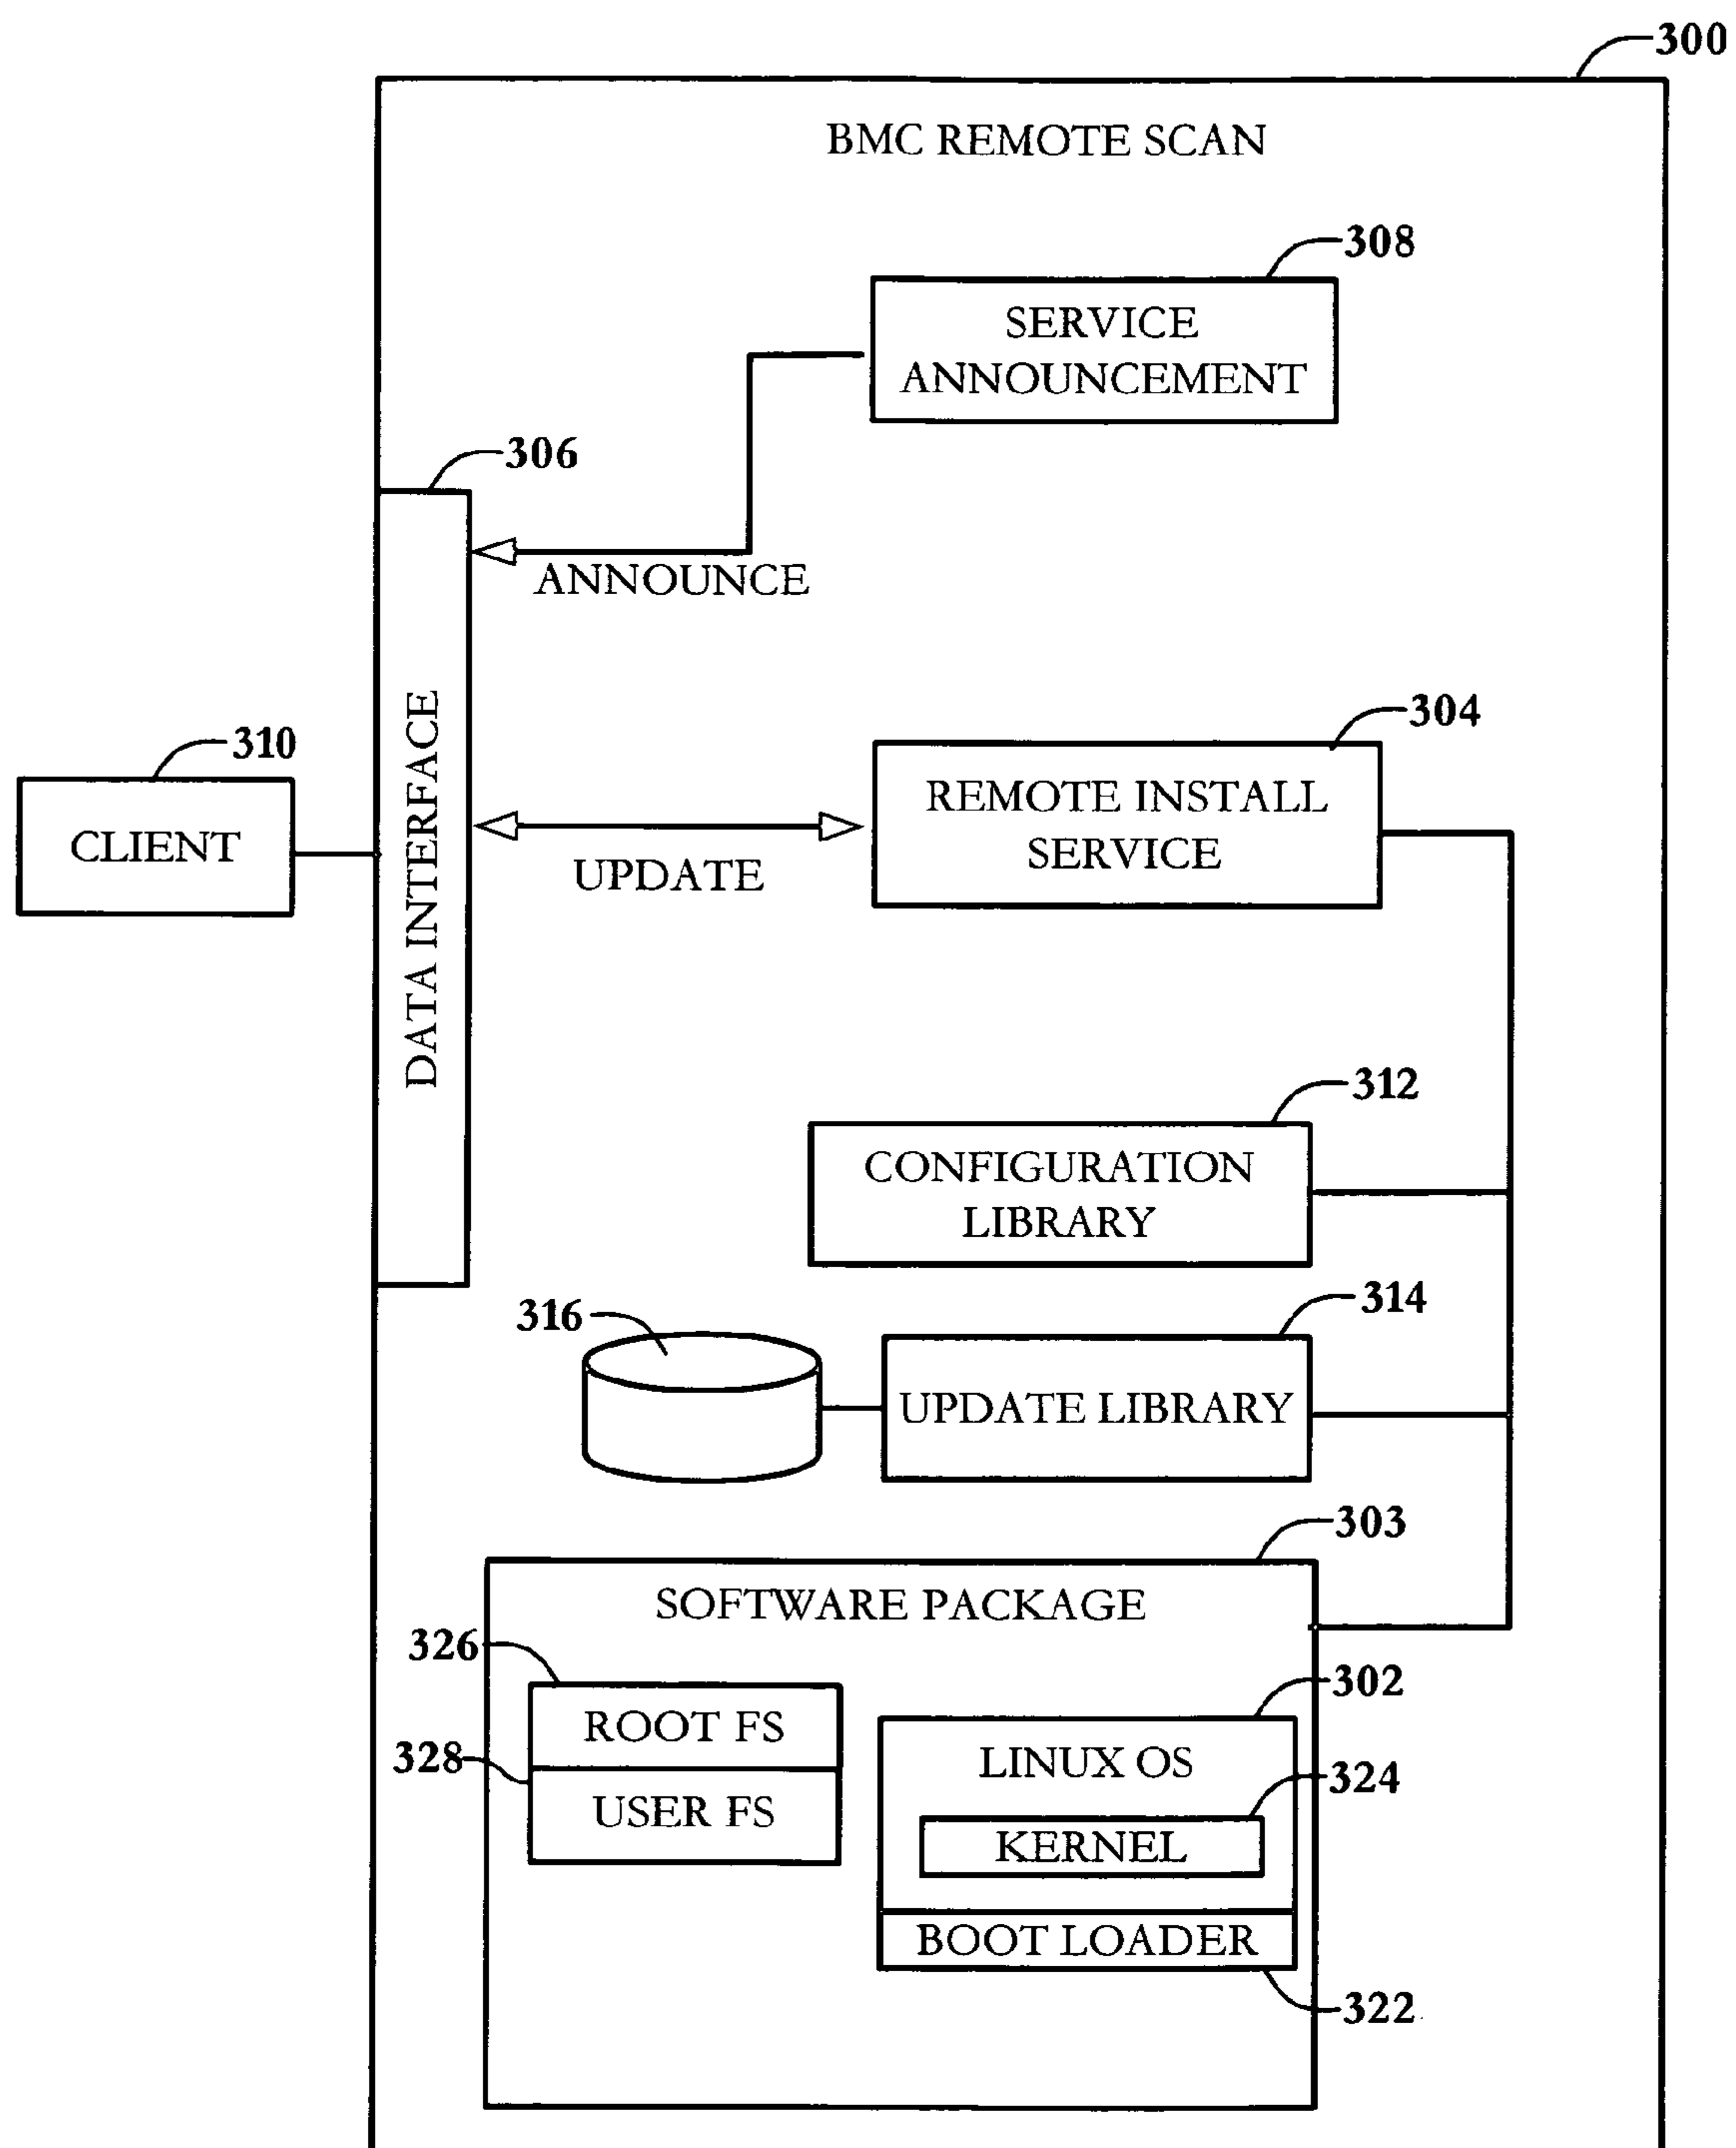 300
BMC REMOTE SCAN
308
SERVICE
ANNOUNCEMENT
306
ANNOUNCE
DATA INTERFACE
310
CLIENT
304
REMOTE INSTALL
SERVICE
UPDATE
312
CONFIGURATION
LIBRARY
314
316
UPDATE LIBRARY
303
SOFTWARE PACKAGE
326
ROOT FS
328
USER FS
302
LINUX OS
324
KERNEL
BOOT LOADER
322